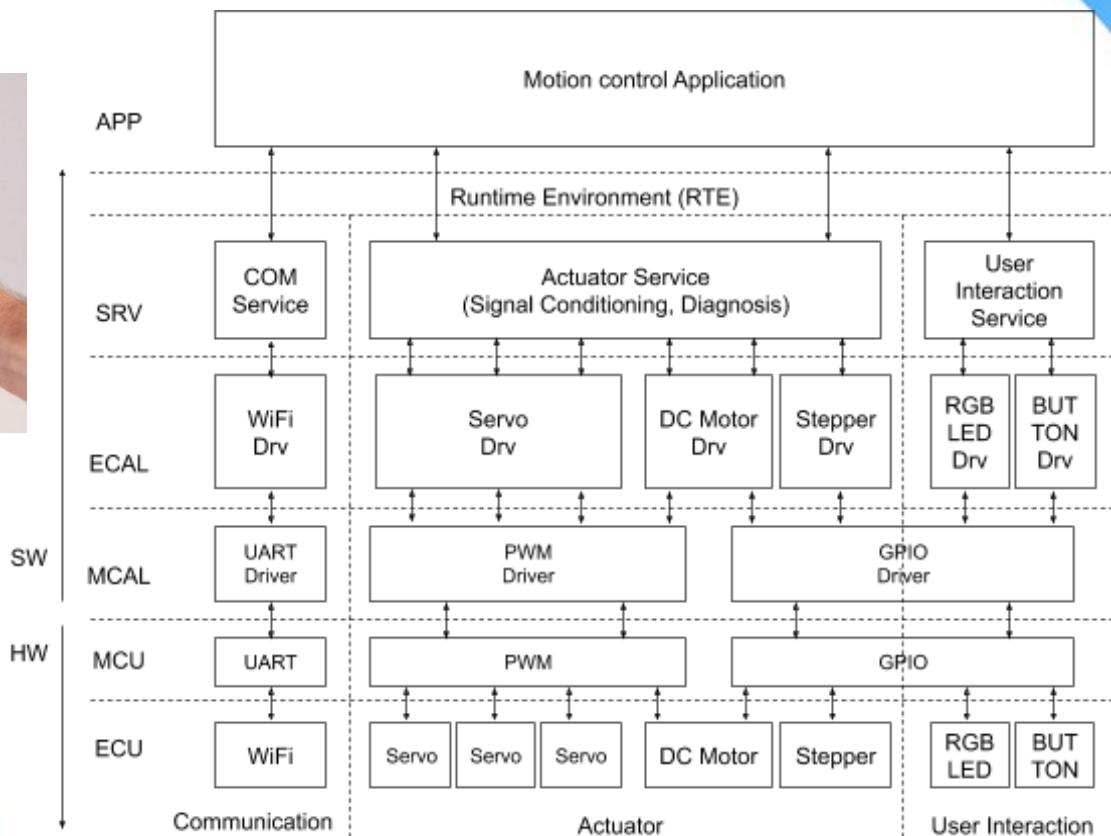 Motion control Application
APP
Runtime Environment (RTE)
COM
Service
Actuator Service
(Signal Conditioning, Diagnosis)
User
Interaction
Service
SRV
WiFi
Drv
Servo
Drv
DC Motor
Drv
Stepper
Drv
RGB
LED
Drv
BUT
TON
Drv
ECAL
SW
MCAL
UART
Driver
PWM
Driver
GPIO
Driver
HW
MCU
UART
PWM
GPIO
ECU
WiFi
Servo
Servo
Servo
DC Motor
Stepper
RGB
LED
BUT
TON
Communication
Actuator
User Interaction